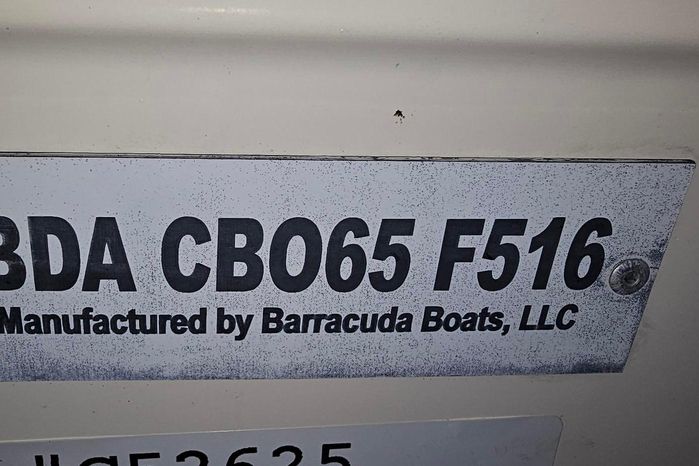 BDA CBO65 F516
Manufactured by Barracuda Boats, LLC